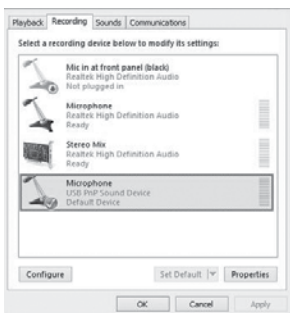 Playback Recording Sounds Communications
Select a recording device below to modify its settings:
Mic in at front panel (black)
Realtek High Definition Audio
Not plugged in
Microphone
Realtek High Definition Audio
Ready
Stereo Mix
Realtek High Definition Audio
Ready
Microphone
USB PnP Sound Device
Default Device
Configure Set Default Properties
OK Cancel Apply